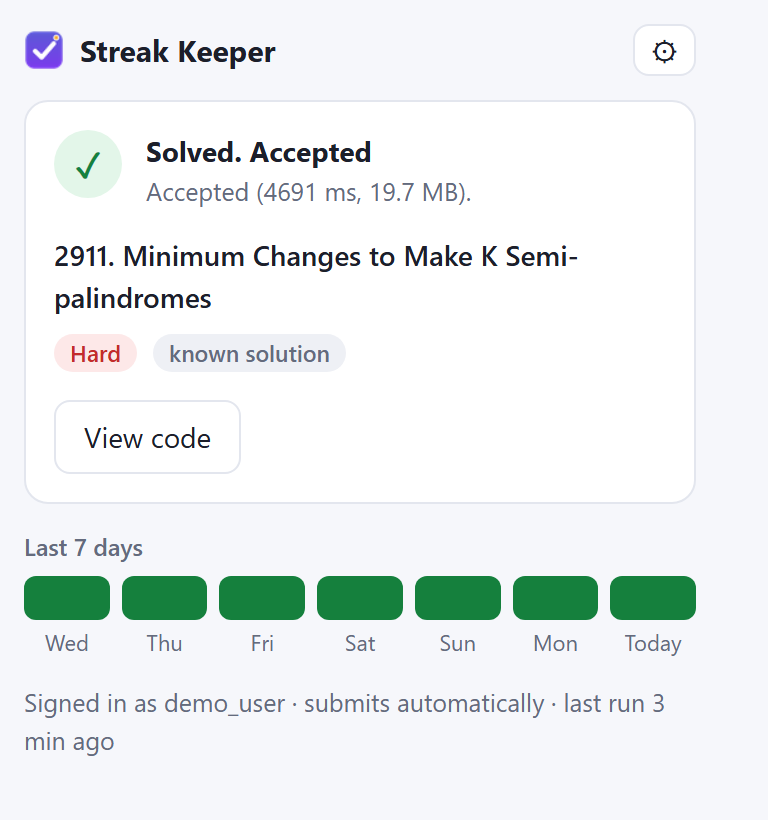 Streak Keeper
Solved. Accepted
Accepted (4691 ms, 19.7 MB).
2911. Minimum Changes to Make K Semi-
palindromes
Hard known solution
View code
Last 7 days
Wed Thu Fri Sat Sun Mon Today
Signed in as demo_user · submits automatically · last run 3
min ago